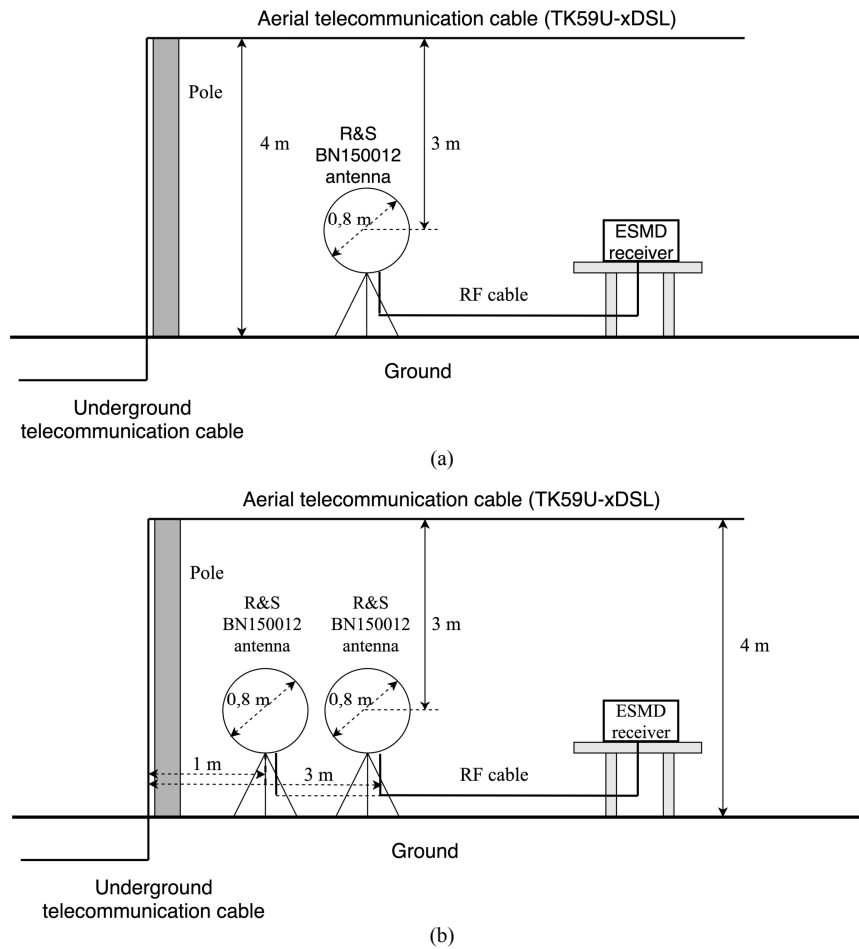 Aerial telecommunication cable (TK59U-xDSL)
Pole
4 m
3 m
R&S
BN150012
antenna
0,8 m
ESMD
receiver
RF cable
Ground
Underground
telecommunication cable
(a)
Aerial telecommunication cable (TK59U-xDSL)
Pole
R&S
BN150012
antenna
R&S
BN150012
antenna
3 m
4 m
0,8 m
0,8 m
ESMD
receiver
1 m
3 m
RF cable
Ground
Underground
telecommunication cable
(b)